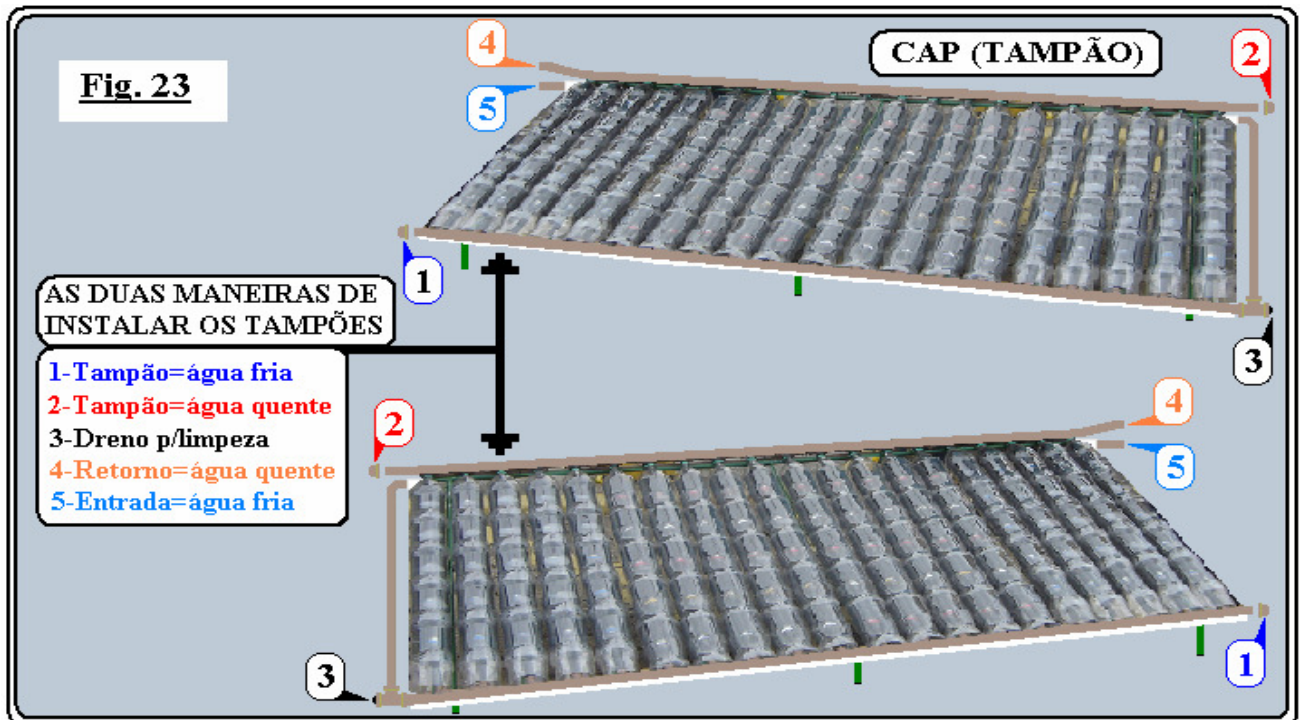 Fig. 23
CAP (TAMPÃO)
4
5
2
1
3
AS DUAS MANEIRAS DE
INSTALAR OS TAMPÕES
1-Tampão=água fria
2-Tampão=água quente
3-Dreno p/limpeza
4-Retorno=água quente
5-Entrada=água fria
2
4
5
3
1